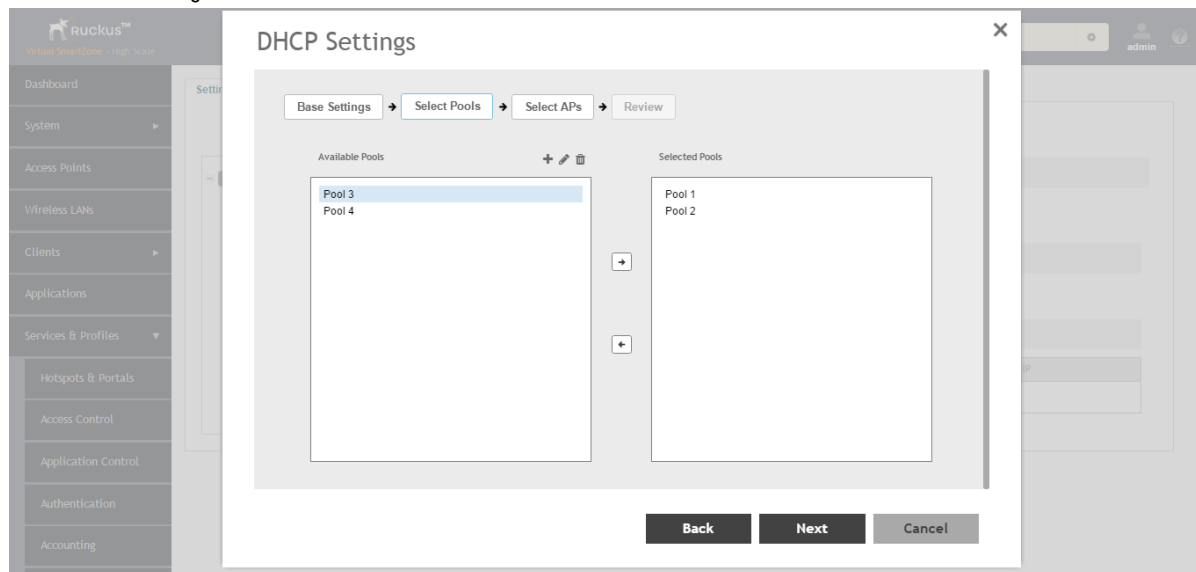 RUCKUS™
Virtual SmartZone - High Scale
admin
Dashboard
System
Access Points
Wireless LANs
Clients
Applications
Services & Profiles
Hotspots & Portals
Access Control
Application Control
Authentication
Accounting
DHCP Settings
Base Settings
Select Pools
Select APs
Review
Available Pools
Selected Pools
Pool 3
Pool 4
Pool 1
Pool 2
Back
Next
Cancel